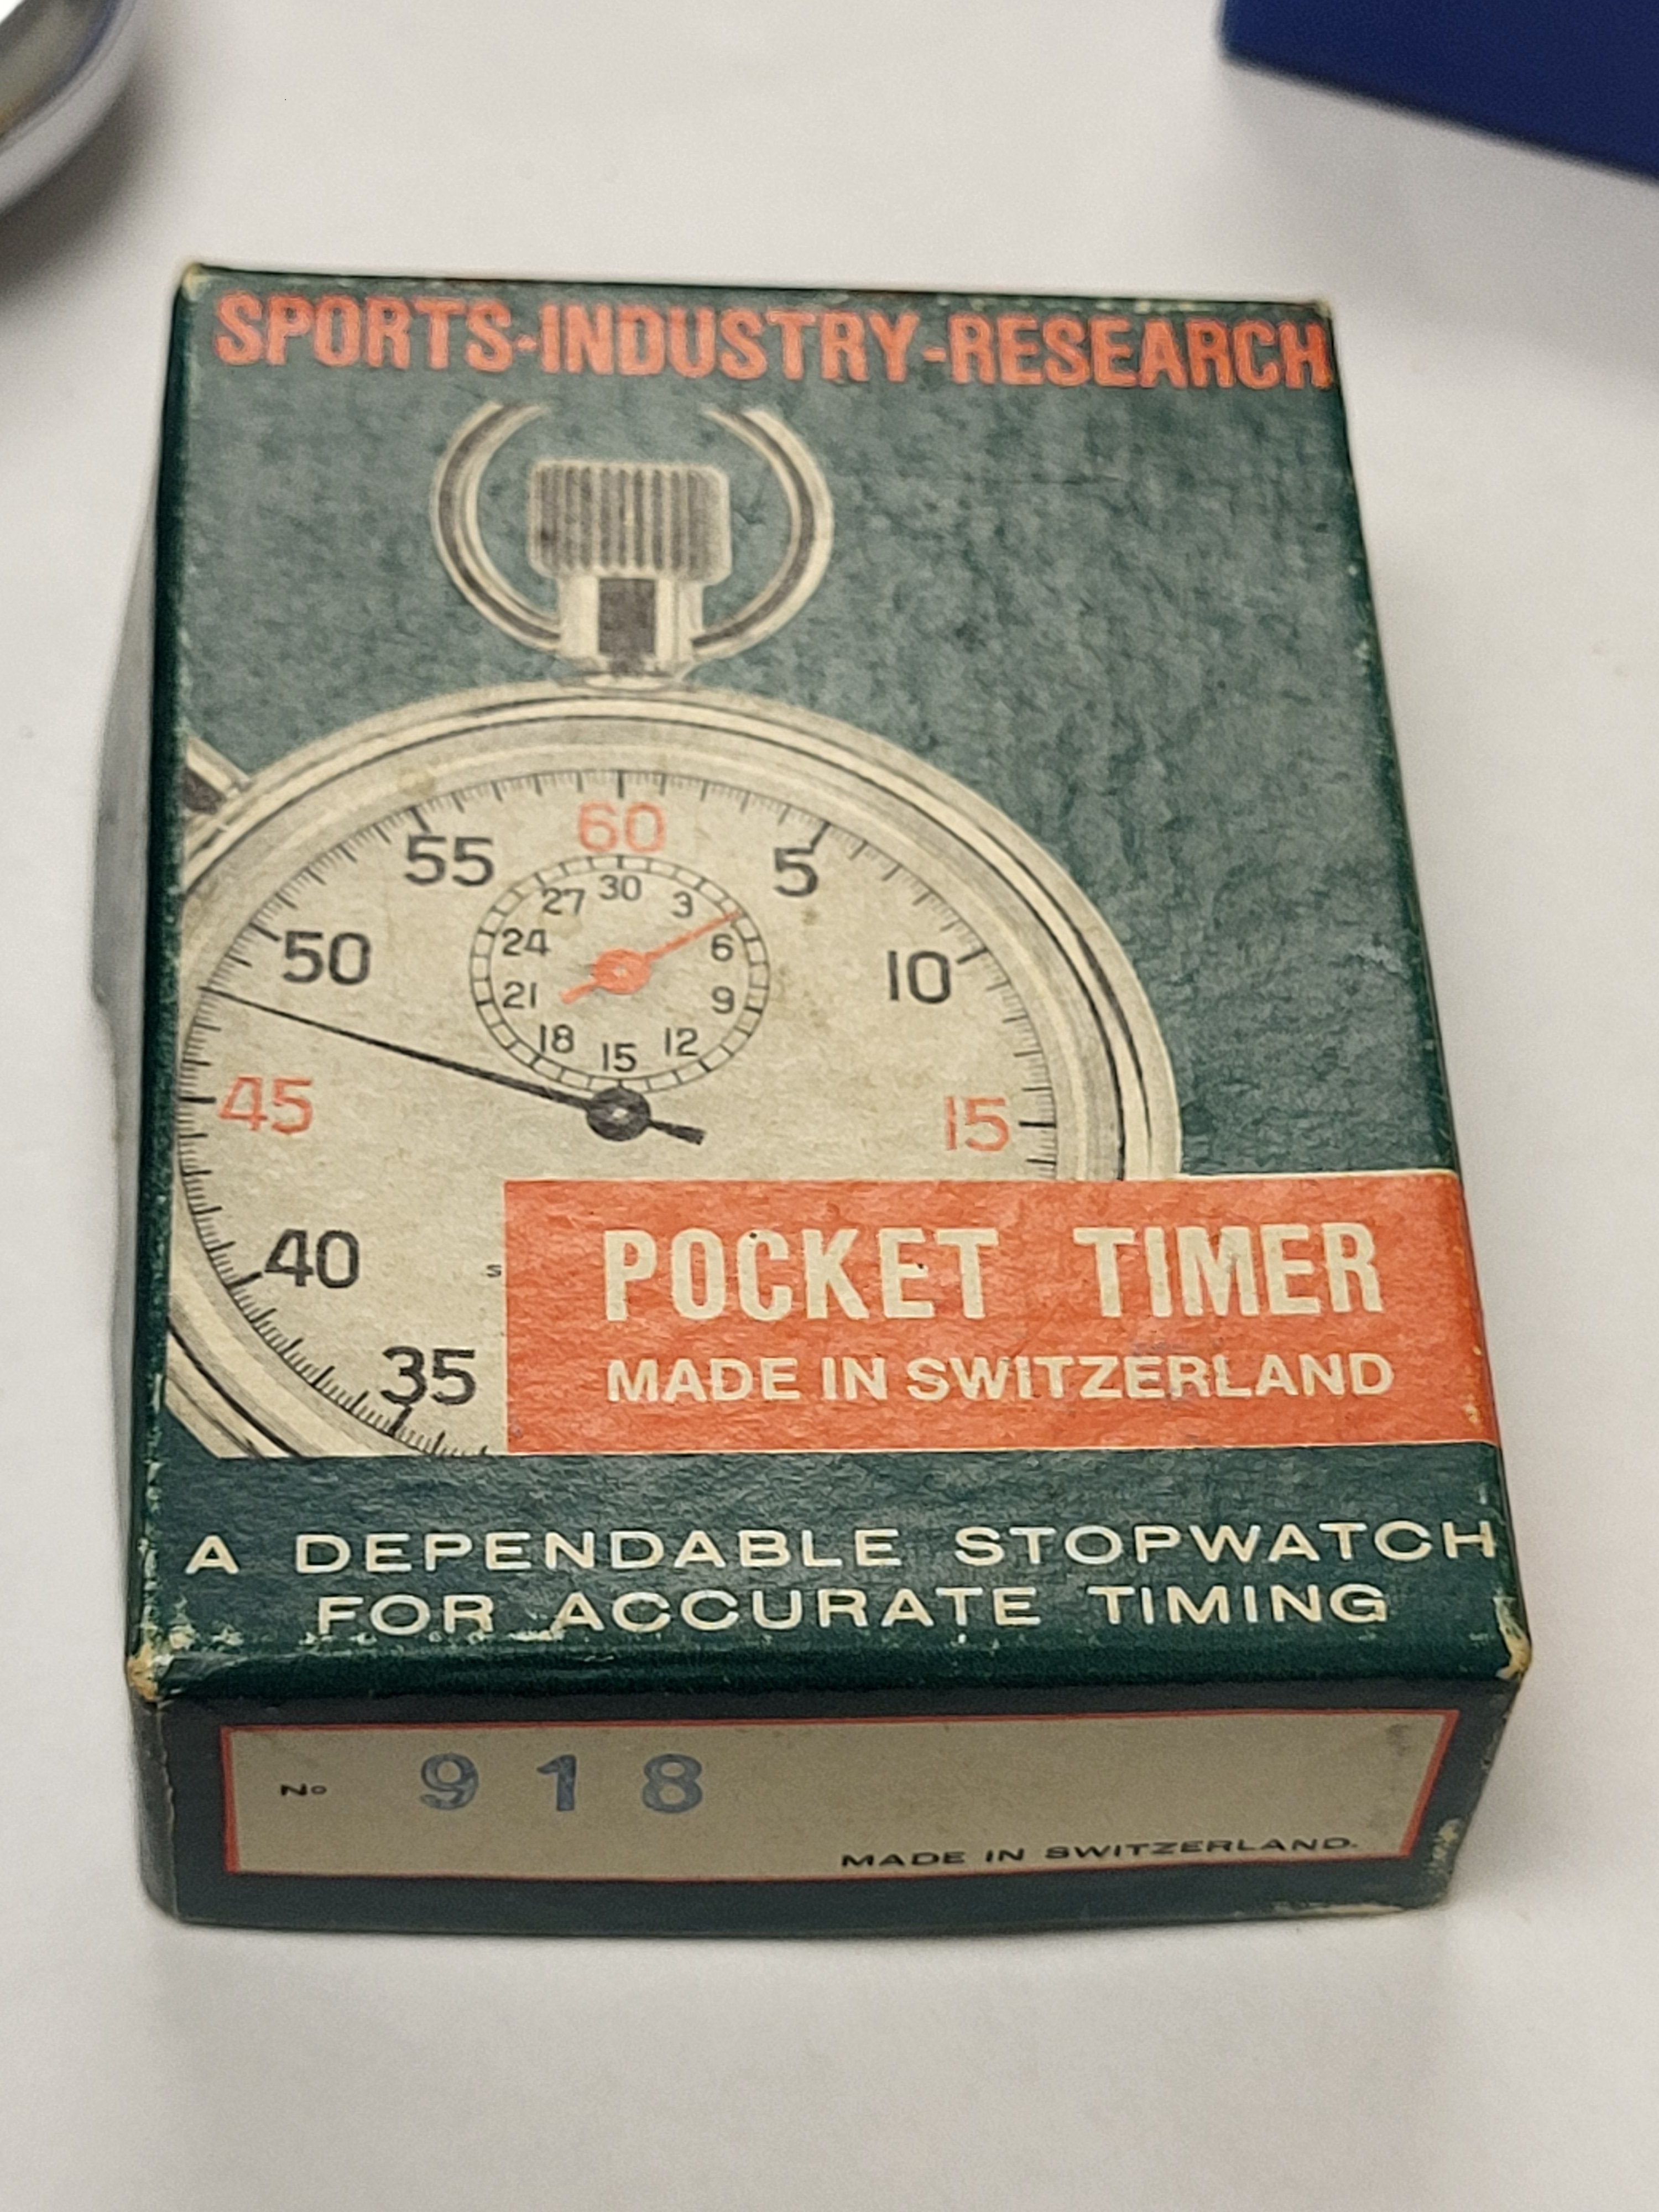 SPORTS-INDUSTRY-RESEARCH
60
55
5
50
10
45
15
40
35
30
27
3
24
6
21
9
18
12
15
S
POCKET TIMER
MADE IN SWITZERLAND
A DEPENDABLE STOPWATCH
FOR ACCURATE TIMING
No 918
MADE IN SWITZERLAND.